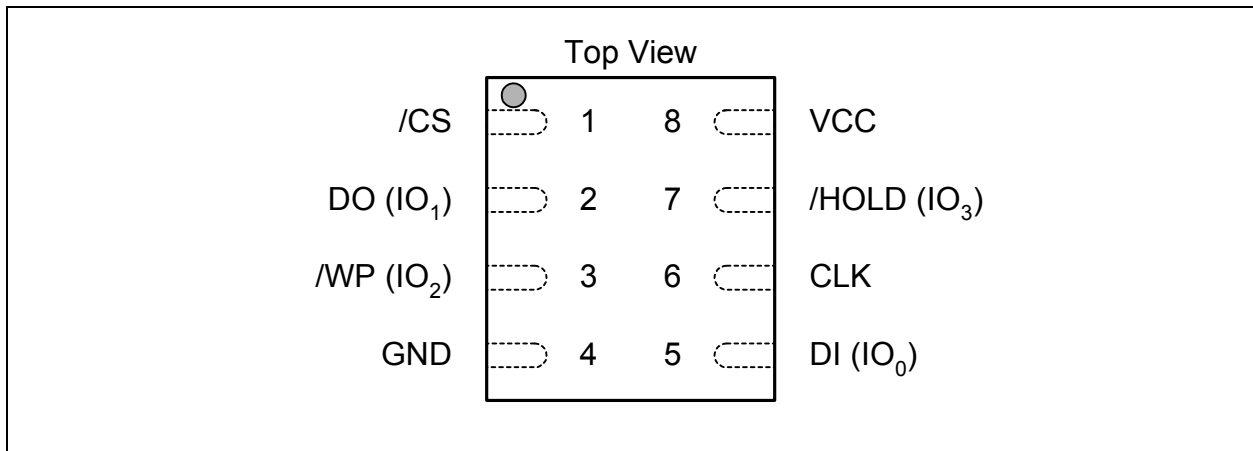 Top View
/CS 1 8 VCC
DO (IO₁) 2 7 /HOLD (IO₃)
/WP (IO₂) 3 6 CLK
GND 4 5 DI (IO₀)